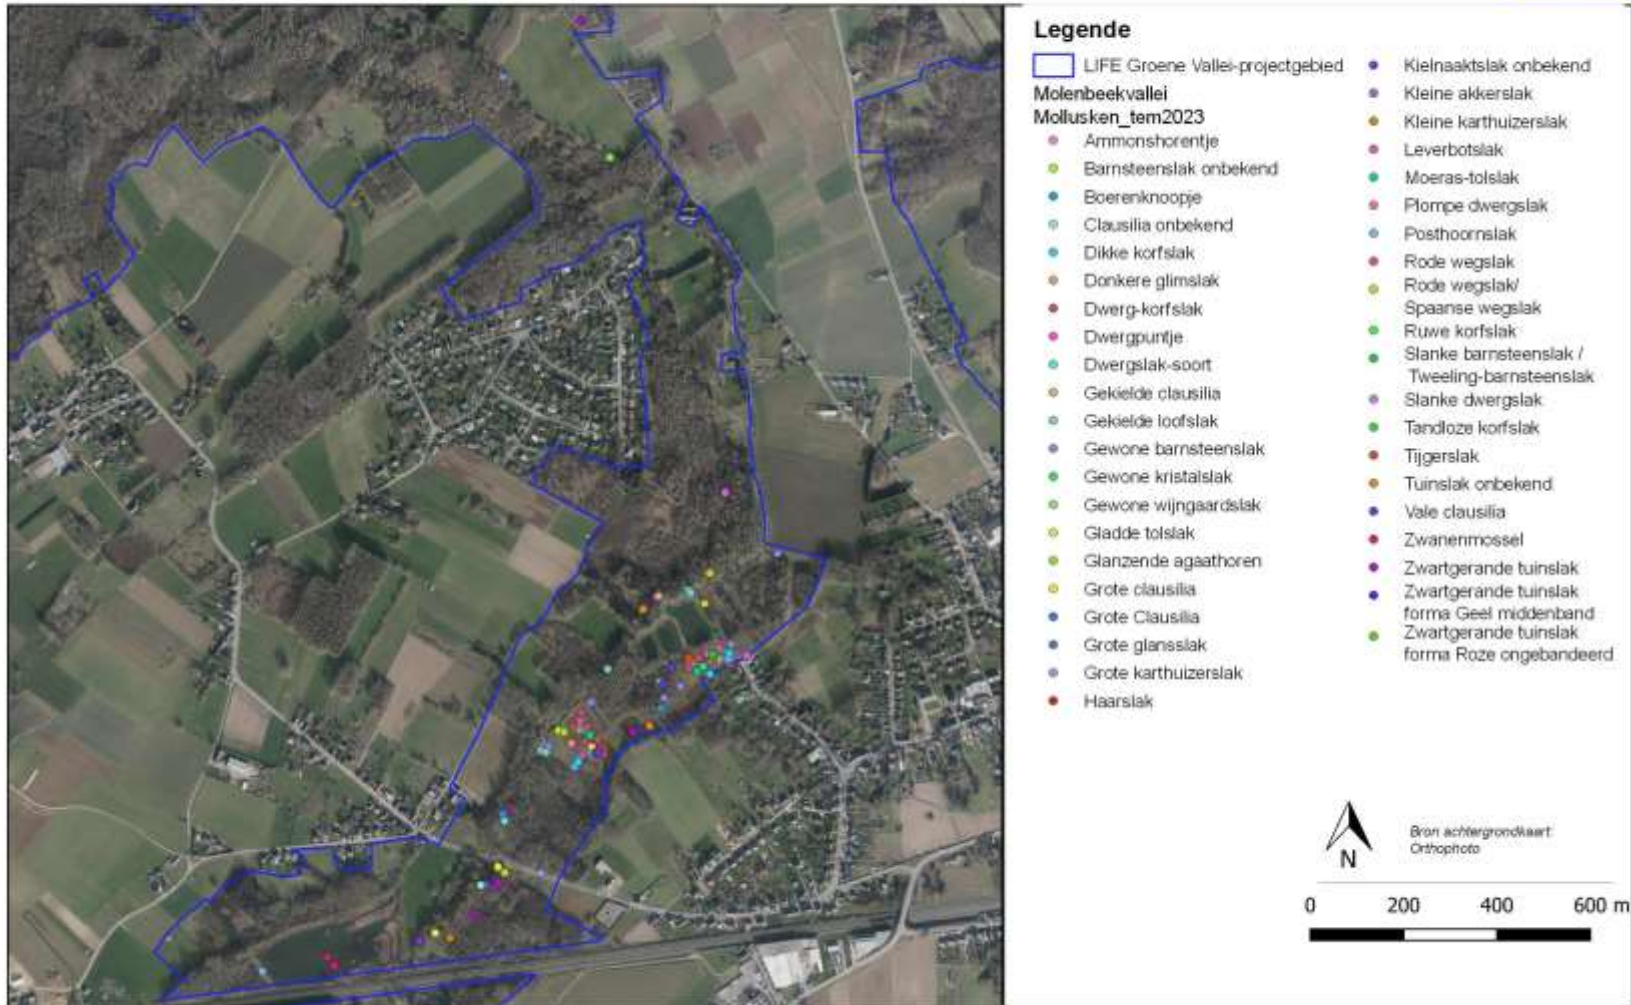 Legende
LIFE Groene Vallei-projectgebied
Molenbeekvallei
Mollusken_tem2023
Ammonshorentje
Barnsteenslak onbekend
Boerenknoopje
Clausilia onbekend
Dikke korfslak
Donkere glimslak
Dwerg-korfslak
Dwergpuntje
Dwergslak-soort
Gekielde clausilia
Gekielde loofslak
Gewone barnsteenslak
Gewone kristalslak
Gewone wijngaardslak
Gladde tolslak
Glanzende agaathoren
Grote clausilia
Grote Clausilia
Grote glansslak
Grote karthuizerslak
Haarslak
Kielnaaktslak onbekend
Kleine akkerslak
Kleine karthuizerslak
Leverbotslak
Moeras-tolslak
Plompe dwergslak
Posthoornslak
Rode wegslak
Rode wegslak/
Spaanse wegslak
Ruwe korfslak
Slanke barnsteenslak /
Tweeling-barnsteenslak
Slanke dwergslak
Tandloze korfslak
Tijgerslak
Tuinslak onbekend
Vale clausilia
Zwanenmossel
Zwartgerande tuinslak
Zwartgerande tuinslak
forma Geel middenband
Zwartgerande tuinslak
forma Roze ongebandeerd
N
Bron achtergrondkaart:
Orthophoto
0 200 400 600 m